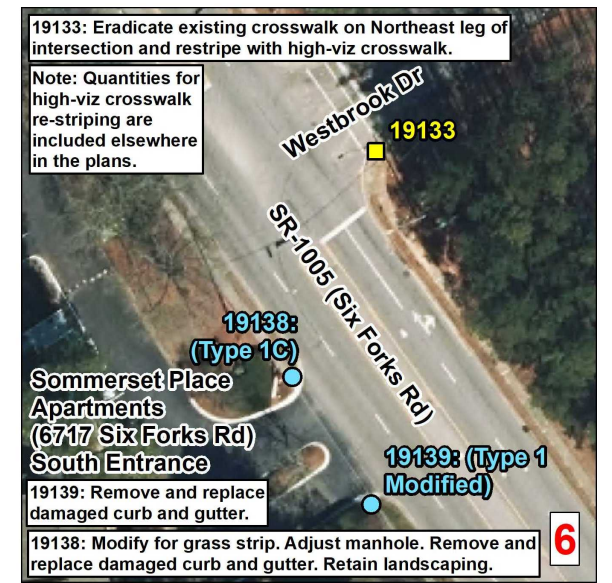 19133: Eradicate existing crosswalk on Northeast leg of
intersection and restripe with high-viz crosswalk.
Note: Quantities for
high-viz crosswalk
re-striping are
included elsewhere
in the plans.
Westbrook Dr
19133
SR-1005 (Six Forks Rd)
19138:
(Type 1C)
Sommerset Place
Apartments
(6717 Six Forks Rd)
South Entrance
19139: (Type 1
Modified)
19139: Remove and replace
damaged curb and gutter.
19138: Modify for grass strip. Adjust manhole. Remove and
replace damaged curb and gutter. Retain landscaping.
6